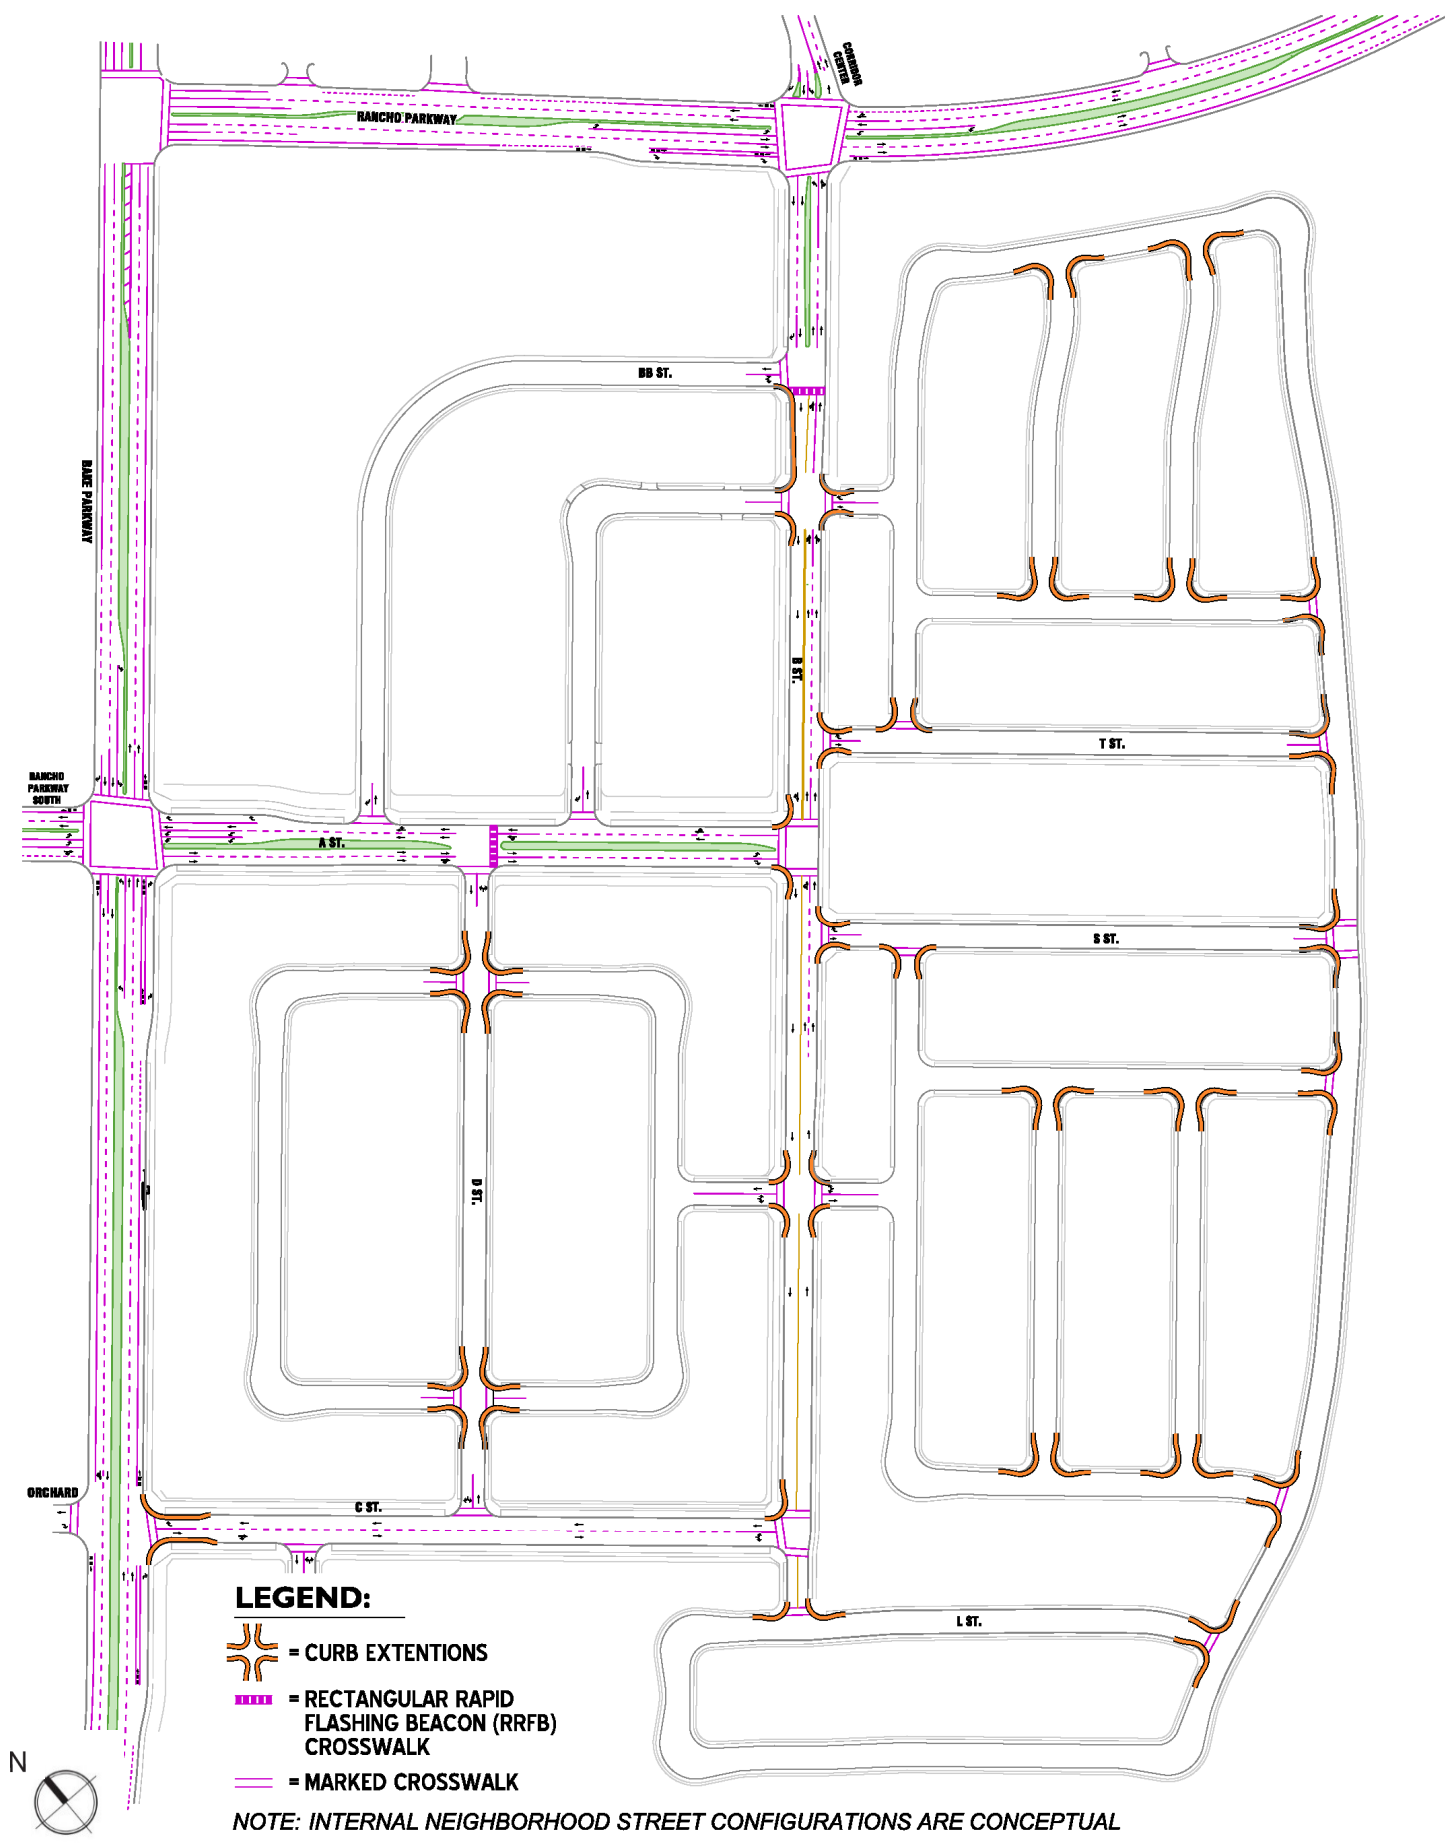 CORRIDOR
CENTER
RANCHO PARKWAY
BB ST.
BAKE PARKWAY
B ST.
T ST.
RANCHO
PARKWAY
SOUTH
A ST.
S ST.
D ST.
ORCHARD
C ST.
L ST.
LEGEND:
= CURB EXTENTIONS
= RECTANGULAR RAPID
FLASHING BEACON (RRFB)
CROSSWALK
= MARKED CROSSWALK
N
NOTE: INTERNAL NEIGHBORHOOD STREET CONFIGURATIONS ARE CONCEPTUAL